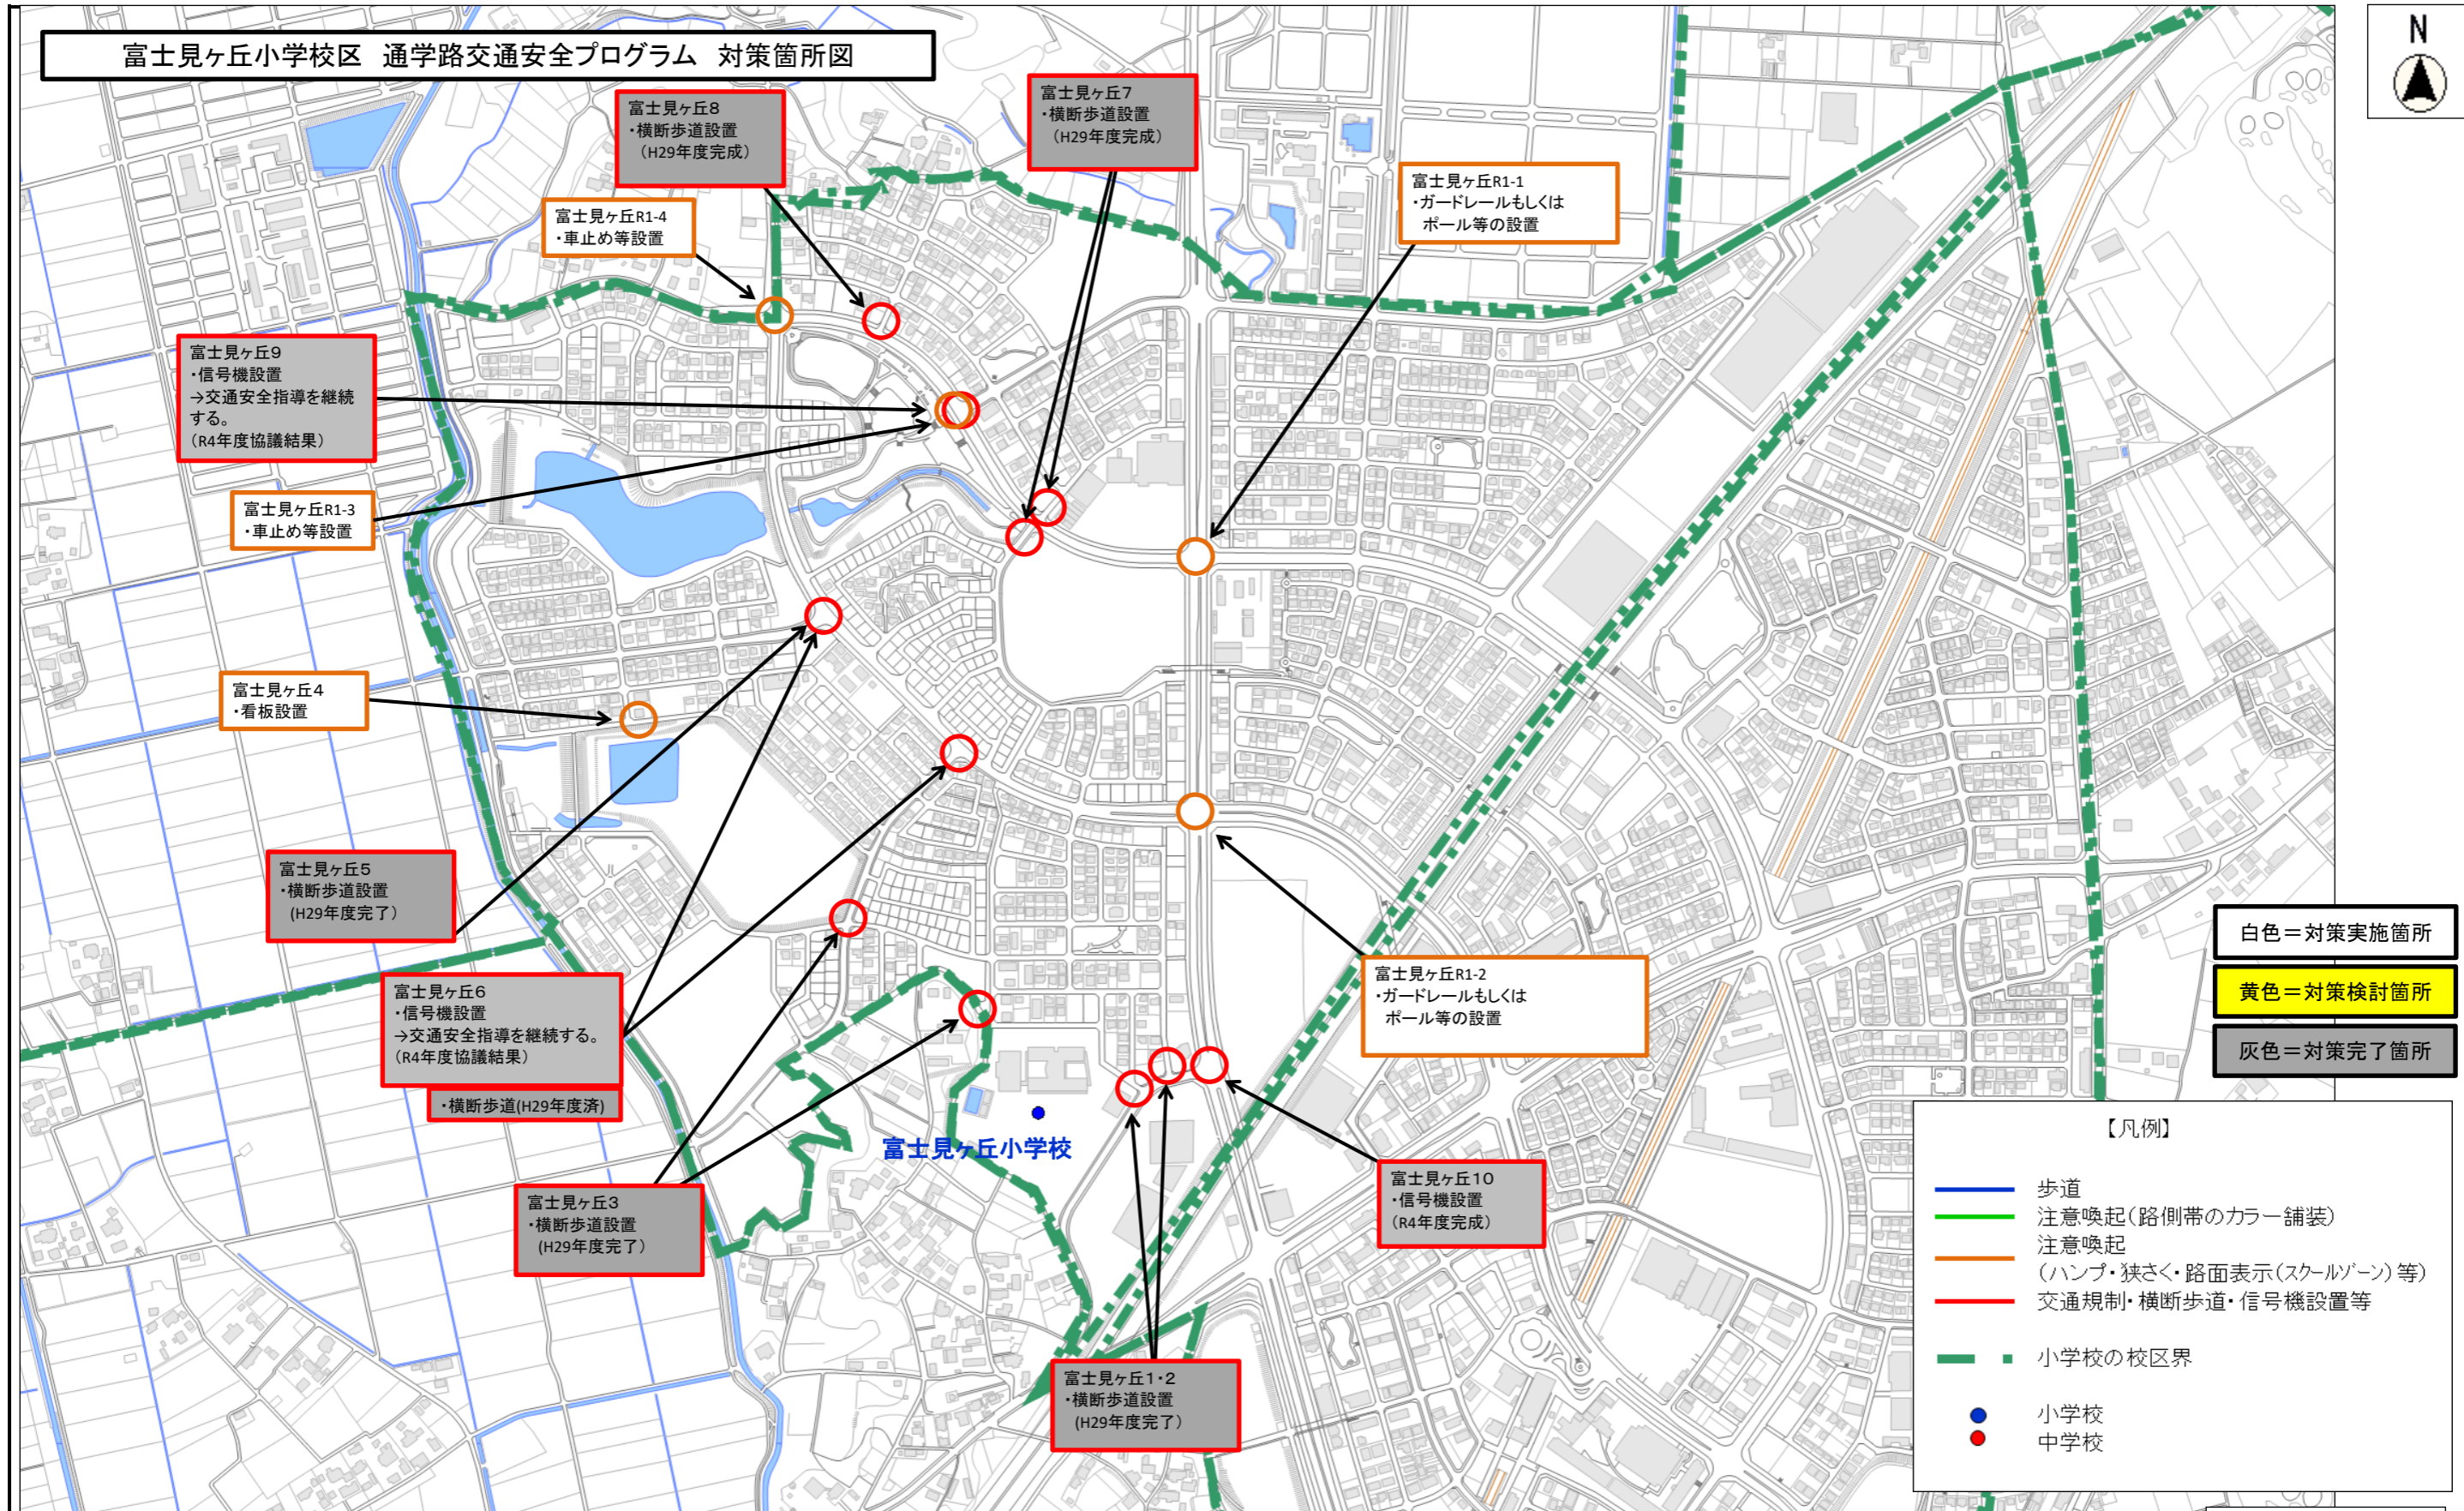 富士見ヶ丘小学校区 通学路交通安全プログラム 対策箇所図
N
富士見ヶ丘8
・横断歩道設置
(H29年度完成)
富士見ヶ丘7
・横断歩道設置
(H29年度完成)
富士見ヶ丘R1-1
・ガードレールもしくは
ポール等の設置
富士見ヶ丘R1-4
・車止め等設置
富士見ヶ丘9
・信号機設置
→交通安全指導を継続
する。
(R4年度協議結果)
富士見ヶ丘R1-3
・車止め等設置
富士見ヶ丘4
・看板設置
富士見ヶ丘5
・横断歩道設置
(H29年度完了)
富士見ヶ丘6
・信号機設置
→交通安全指導を継続する。
(R4年度協議結果)
・横断歩道(H29年度済)
富士見ヶ丘R1-2
・ガードレールもしくは
ポール等の設置
富士見ヶ丘小学校
富士見ヶ丘3
・横断歩道設置
(H29年度完了)
富士見ヶ丘10
・信号機設置
(R4年度完成)
富士見ヶ丘1・2
・横断歩道設置
(H29年度完了)
白色=対策実施箇所
黄色=対策検討箇所
灰色=対策完了箇所
【凡例】
歩道
注意喚起(路側帯のカラー舗装)
注意喚起
(ハンプ・狭さく・路面表示(スクールゾーン)等)
交通規制・横断歩道・信号機設置等
小学校の校区界
小学校
中学校